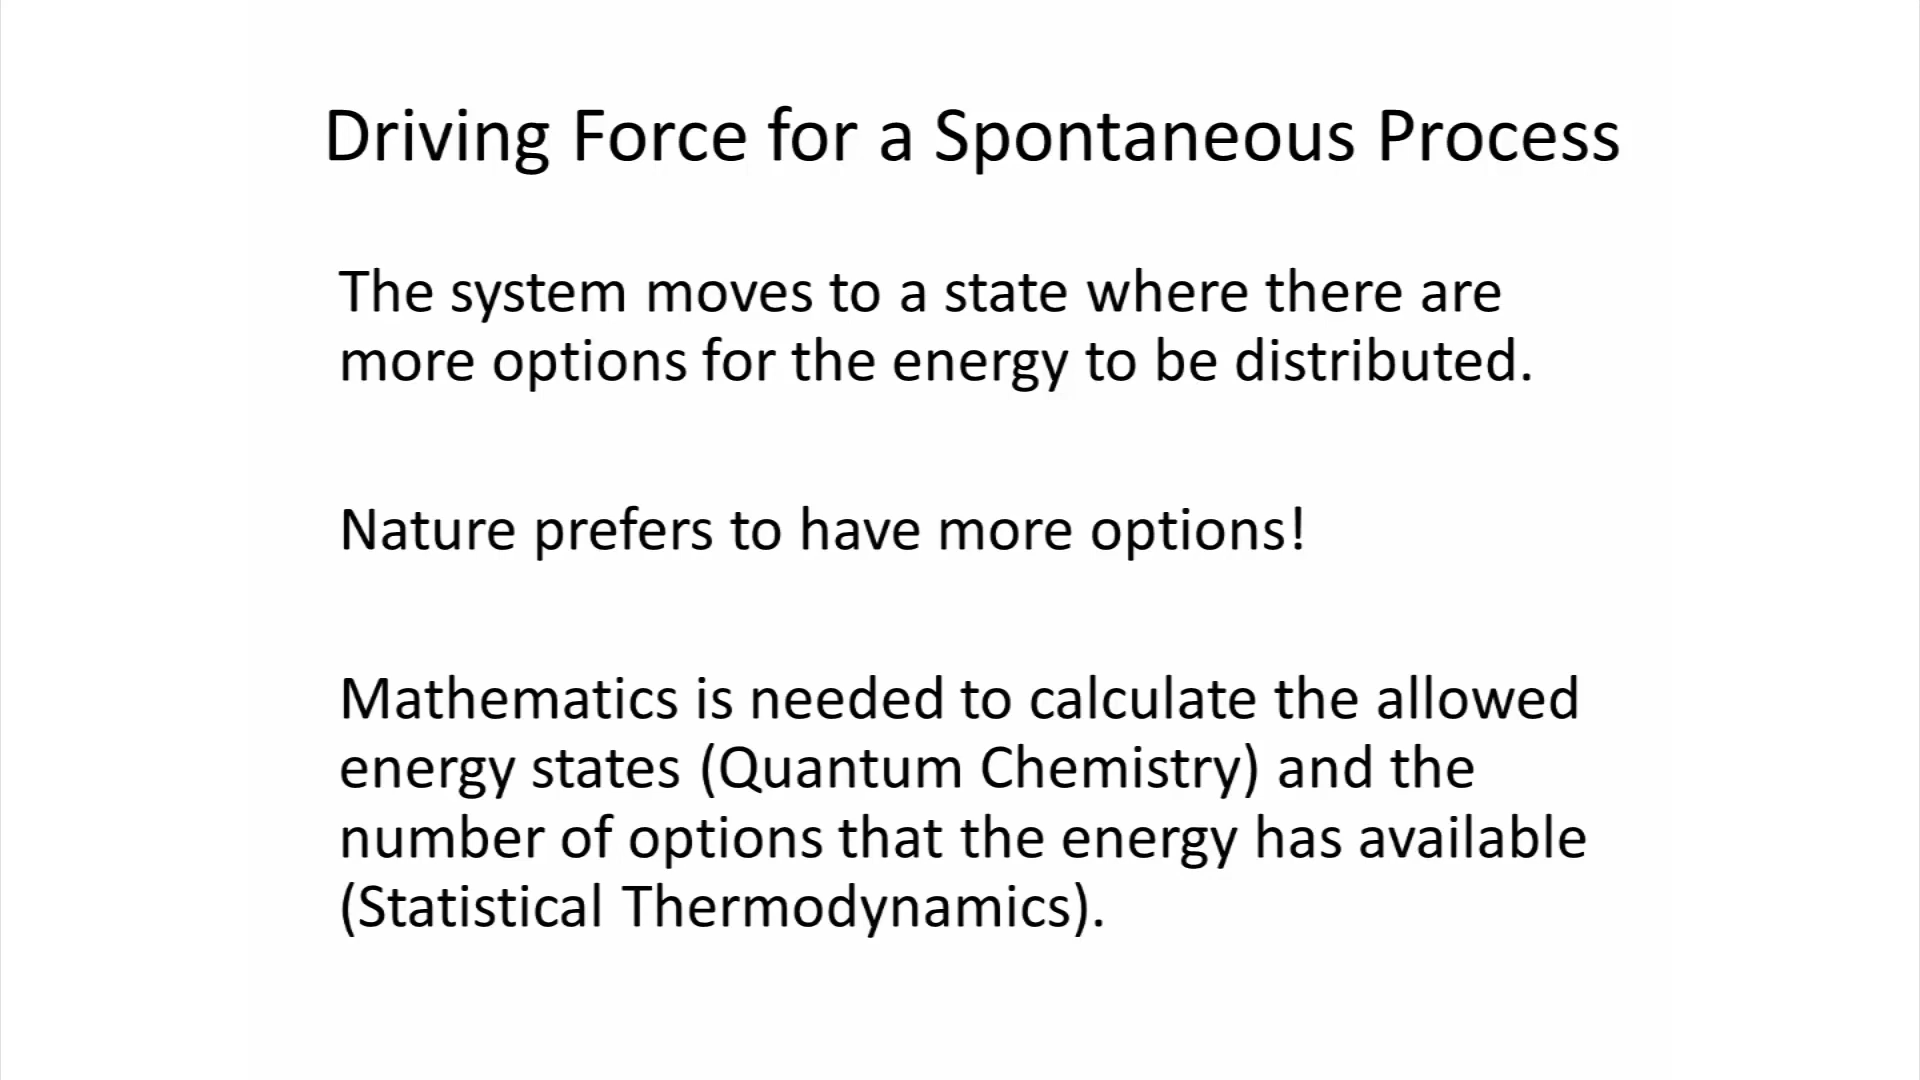 Driving Force for a Spontaneous Process
The system moves to a state where there are
more options for the energy to be distributed.
Nature prefers to have more options!
Mathematics is needed to calculate the allowed
energy states (Quantum Chemistry) and the
number of options that the energy has available
(Statistical Thermodynamics).